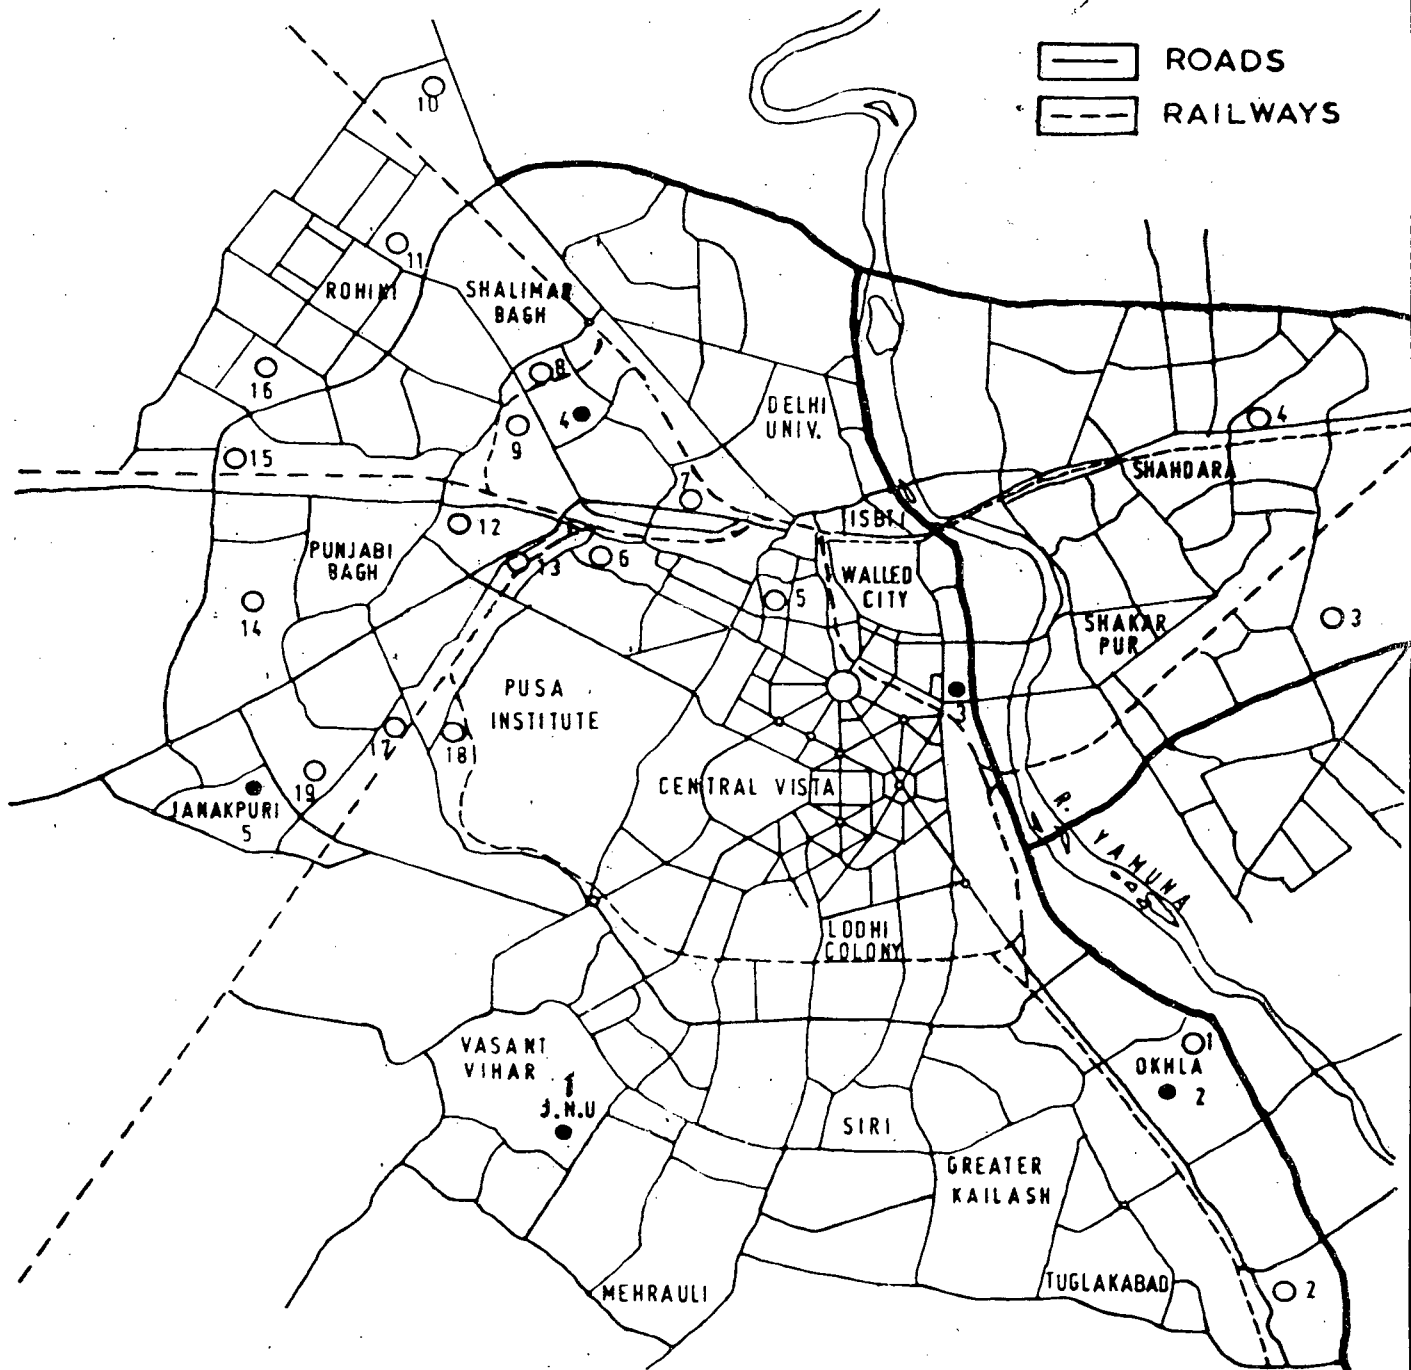 ROADS
RAILWAYS
10
11
ROHINI
SHALIMAR
BAGH
16
8
4
9
DELHI
UNIV.
4
15
SHAHDARA
7
12
ISBT
PUNJABI
BAGH
13
6
WALLED
CITY
5
14
SHAKAR
PUR
3
PUSA
INSTITUTE
3
17
18
CENTRAL VISTA
19
JANAKPURI
5
R. YAMUNA
LODHI
COLONY
VASANT
VIHAR
1
OKHLA
2
1
J.N.U
SIRI
GREATER
KAILASH
TUGLAKABAD
2
MEHRAULI